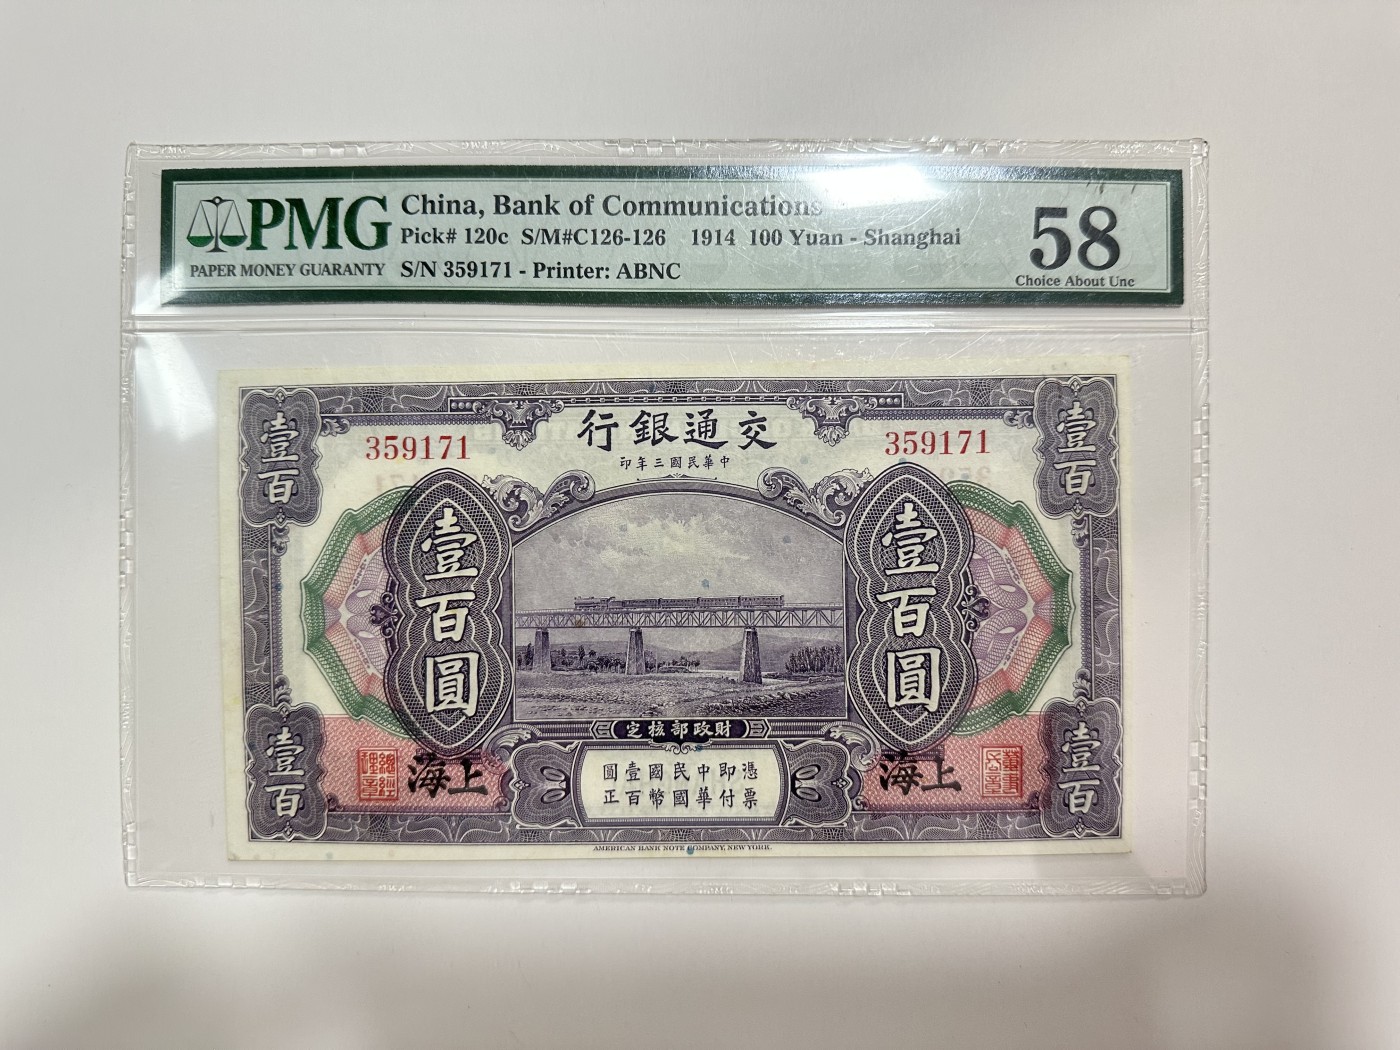 PMG
PAPER MONEY GUARANTY
China, Bank of Communications
Pick# 120c S/M#C126-126 1914 100 Yuan - Shanghai
S/N 359171 - Printer: ABNC
58
Choice About Unc
行銀通交
印年三國民華中
359171
359171
壹百
壹百
壹百圓
壹百圓
定核部政財
圓壹國民中即憑
正百幣國華付票
海上
海上
壹百
壹百
AMERICAN BANK NOTE COMPANY, NEW YORK.